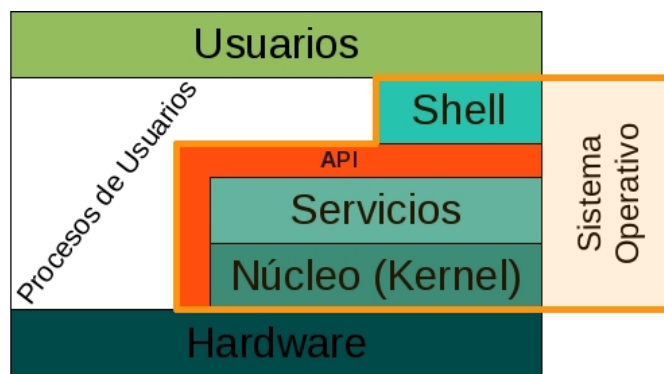 Usuarios
Shell
Procesos de Usuarios
API
Servicios
Núcleo (Kernel)
Sistema
Operativo
Hardware